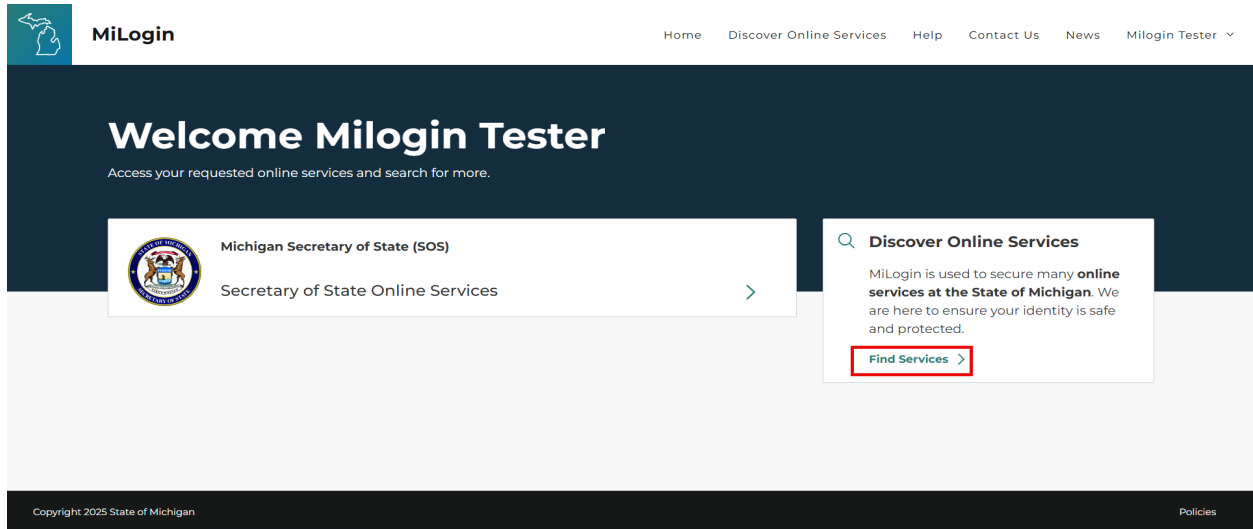 MiLogin
Home
Discover Online Services
Help
Contact Us
News
Milogin Tester
Welcome Milogin Tester
Access your requested online services and search for more.
Michigan Secretary of State (SOS)
Secretary of State Online Services
Discover Online Services
MiLogin is used to secure many online
services at the State of Michigan. We
are here to ensure your identity is safe
and protected.
Find Services
Copyright 2025 State of Michigan
Policies